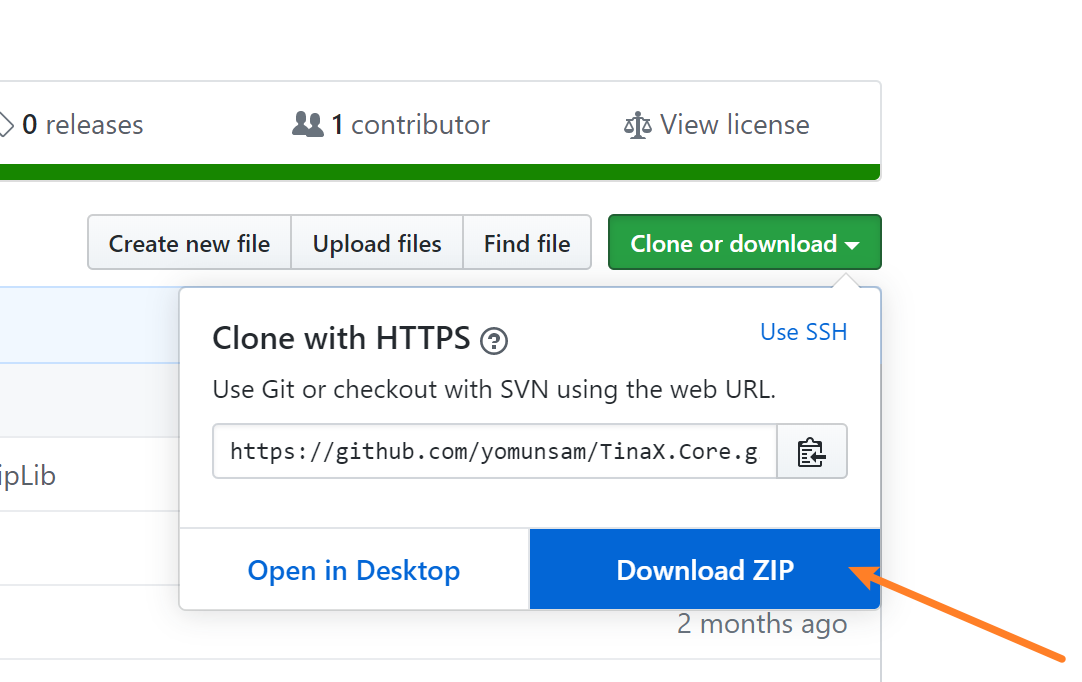 0 releases
1 contributor
View license
Create new file
Upload files
Find file
Clone or download
Clone with HTTPS
Use SSH
Use Git or checkout with SVN using the web URL.
https://github.com/yomunsam/TinaX.Core.g
ipLib
Open in Desktop
Download ZIP
2 months ago